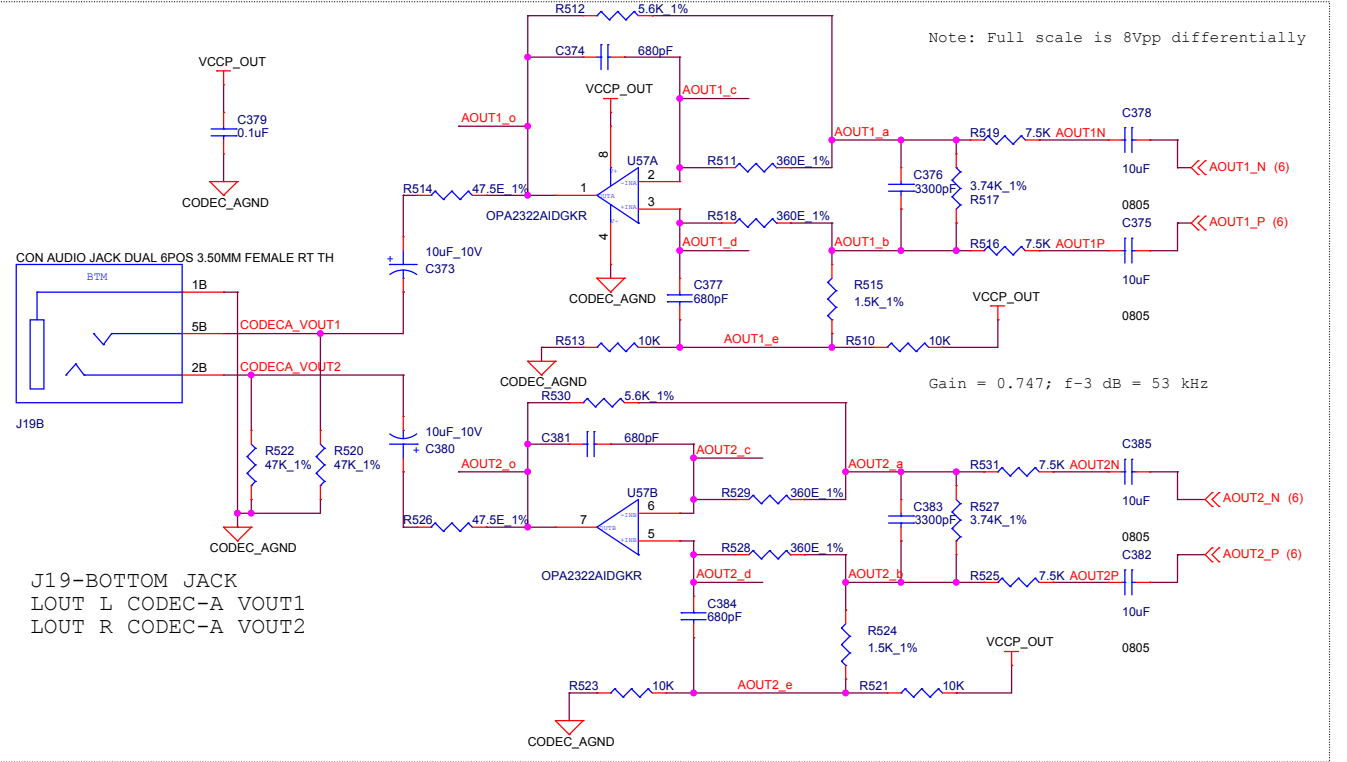 R512 5.6K_1%
Note: Full scale is 8Vpp differentially
C374 680pF
VCCP_OUT
VCCP_OUT
AOUT1_c
C379
0.1uF
AOUT1_o
C378
AOUT1_a
R519 7.5K AOUT1N
8
U57A
V+
R511 360E_1%
10uF
AOUT1_N (6)
2
-INA
C376
3300pF
3.74K_1%
R517
R514 47.5E_1%
1
UTA
CODEC_AGND
+INA
3
0805
OPA2322AIDGKR
V-
R518 360E_1%
C375
AOUT1_P (6)
4
AOUT1_d
AOUT1_b
R516 7.5K AOUT1P
10uF_10V
+
C373
CON AUDIO JACK DUAL 6POS 3.50MM FEMALE RT TH
BTM
1B
C377
680pF
R515
1.5K_1%
10uF
CODEC_AGND
VCCP_OUT
0805
5B
CODECA_VOUT1
R513 10K
AOUT1_e
R510 10K
2B
CODECA_VOUT2
CODEC_AGND
Gain = 0.747; f-3 dB = 53 kHz
R530 5.6K_1%
J19B
10uF_10V
+
C380
C381 680pF
AOUT2_c
C385
R522
47K_1%
R520
47K_1%
AOUT2_o
AOUT2_a
R531 7.5K AOUT2N
U57B
R529 360E_1%
10uF
AOUT2_N (6)
6
-INB
C383
3300pF
R527
3.74K_1%
R526 47.5E_1%
7
UTB
+INB
5
0805
CODEC_AGND
R528 360E_1%
C382
AOUT2_P (6)
OPA2322AIDGKR
AOUT2_d
AOUT2_b
R525 7.5K AOUT2P
J19-BOTTOM JACK
LOUT L CODEC-A VOUT1
LOUT R CODEC-A VOUT2
C384
680pF
10uF
R524
1.5K_1%
VCCP_OUT
0805
R523 10K
AOUT2_e
R521 10K
CODEC_AGND